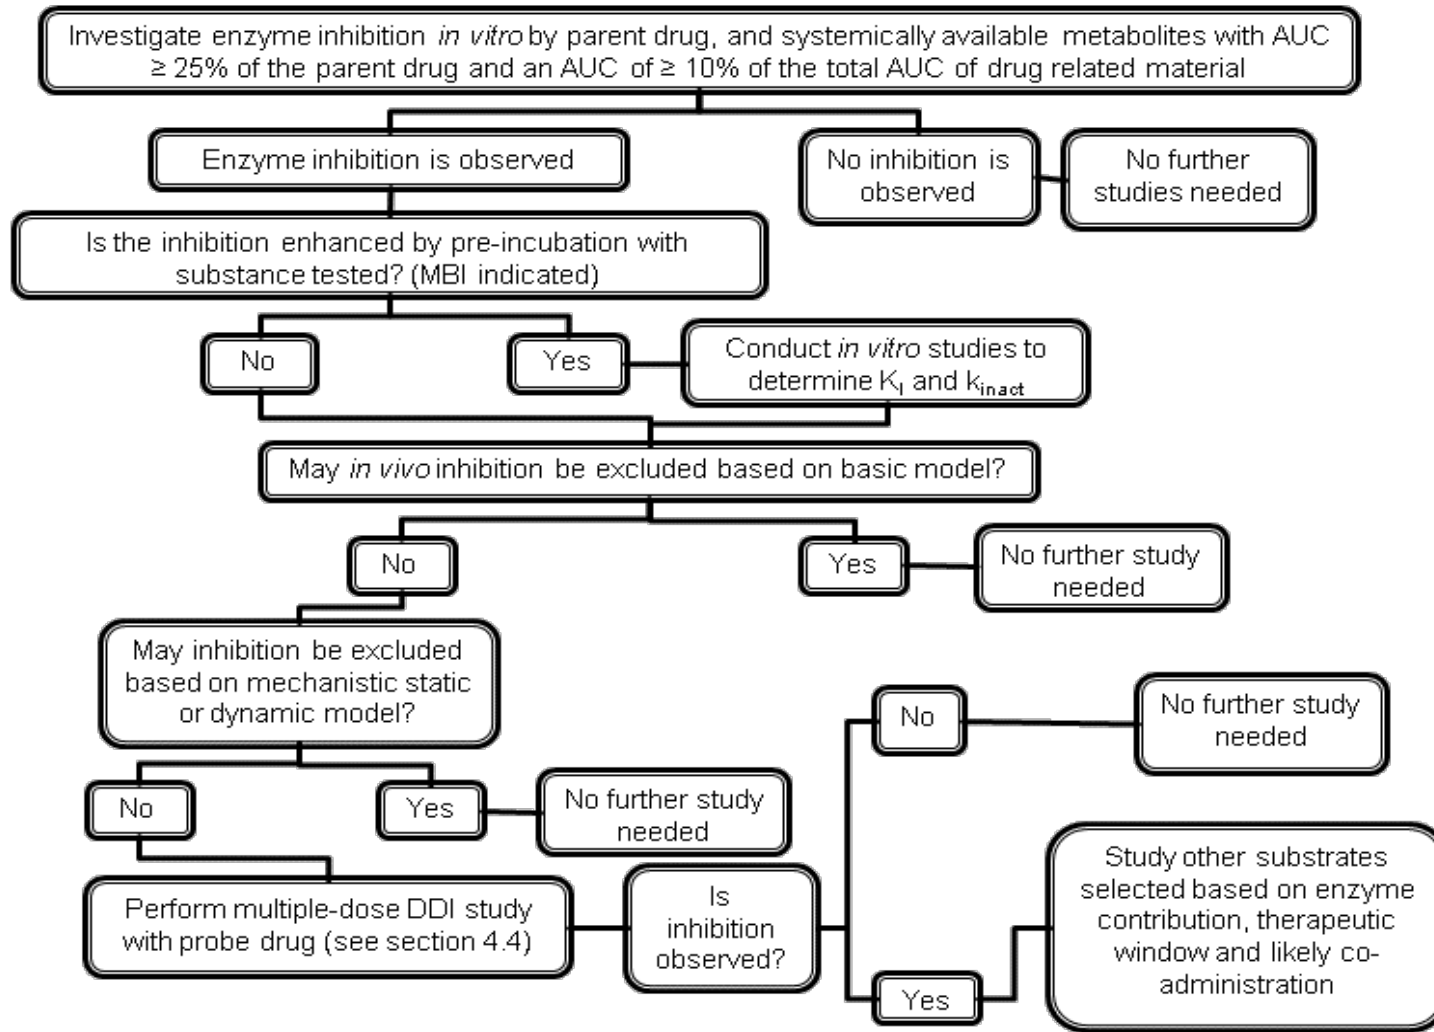 Investigate enzyme inhibition in vitro by parent drug, and systemically available metabolites with AUC
≥ 25% of the parent drug and an AUC of ≥ 10% of the total AUC of drug related material
Enzyme inhibition is observed
No inhibition is
observed
No further
studies needed
Is the inhibition enhanced by pre-incubation with
substance tested? (MBI indicated)
No
Yes
Conduct in vitro studies to
determine KI and kinact
May in vivo inhibition be excluded based on basic model?
No
Yes
No further study
needed
May inhibition be excluded
based on mechanistic static
or dynamic model?
No
Yes
No further study
needed
Perform multiple-dose DDI study
with probe drug (see section 4.4)
Is
inhibition
observed?
No
No further study
needed
Yes
Study other substrates
selected based on enzyme
contribution, therapeutic
window and likely co-
administration